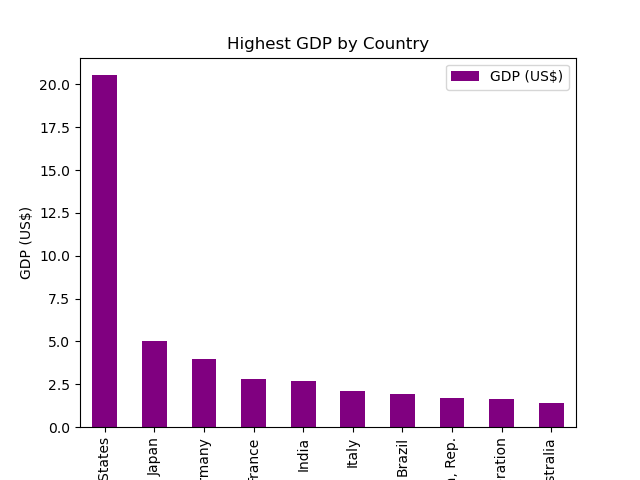 Highest GDP by Country
GDP (US$)
GDP (US$)
20.0
17.5
15.0
12.5
10.0
7.5
5.0
2.5
0.0
States
Japan
rmany
rance
India
Italy
Brazil
, Rep.
ration
stralia